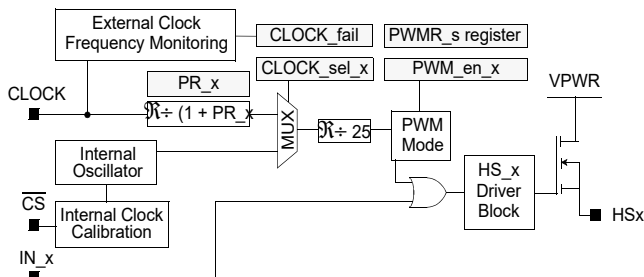 External Clock
Frequency Monitoring
CLOCK_fail
PWMR_s register
PR_x
CLOCK_sel_x
PWM_en_x
VPWR
CLOCK
ℜ÷ (1 + PR_x
MUX
ℜ÷ 25
PWM
Mode
Internal
Oscillator
HS_x
Driver
Block
CS
Internal Clock
Calibration
HSx
IN_x